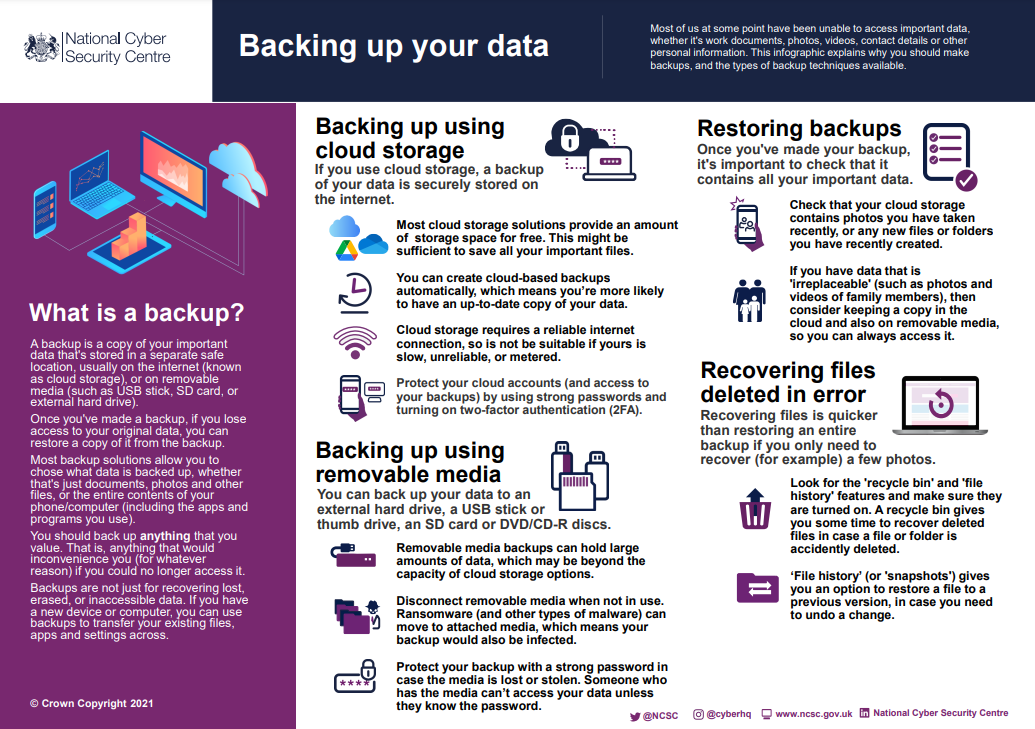 National Cyber
Security Centre
Backing up your data
Most of us at some point have been unable to access important data,
whether it's work documents, photos, videos, contact details or other
personal information. This infographic explains why you should make
backups, and the types of backup techniques available.
What is a backup?
A backup is a copy of your important
data that's stored in a separate safe
location, usually on the internet (known
as cloud storage), or on removable
media (such as USB stick, SD card, or
external hard drive).
Once you've made a backup, if you lose
access to your original data, you can
restore a copy of it from the backup.
Most backup solutions allow you to
chose what data is backed up, whether
that's just documents, photos and other
files, or the entire contents of your
phone/computer (including the apps and
programs you use).
You should back up anything that you
value. That is, anything that would
inconvenience you (for whatever
reason) if you could no longer access it.
Backups are not just for recovering lost,
erased, or inaccessible data. If you have
a new device or computer, you can use
backups to transfer your existing files,
apps and settings across.
© Crown Copyright 2021
Backing up using
cloud storage
If you use cloud storage, a backup
of your data is securely stored on
the internet.
Most cloud storage solutions provide an amount
of storage space for free. This might be
sufficient to save all your important files.
You can create cloud-based backups
automatically, which means you're more likely
to have an up-to-date copy of your data.
Cloud storage requires a reliable internet
connection, so is not be suitable if yours is
slow, unreliable, or metered.
Protect your cloud accounts (and access to
your backups) by using strong passwords and
turning on two-factor authentication (2FA).
Backing up using
removable media
You can back up your data to an
external hard drive, a USB stick or
thumb drive, an SD card or DVD/CD-R discs.
Removable media backups can hold large
amounts of data, which may be beyond the
capacity of cloud storage options.
Disconnect removable media when not in use.
Ransomware (and other types of malware) can
move to attached media, which means your
backup would also be infected.
****
Protect your backup with a strong password in
case the media is lost or stolen. Someone who
has the media can't access your data unless
they know the password.
Restoring backups
Once you've made your backup,
it's important to check that it
contains all your important data.
Check that your cloud storage
contains photos you have taken
recently, or any new files or folders
you have recently created.
If you have data that is
'irreplaceable' (such as photos and
videos of family members), then
consider keeping a copy in the
cloud and also on removable media,
so you can always access it.
Recovering files
deleted in error
Recovering files is quicker
than restoring an entire
backup if you only need to
recover (for example) a few photos.
Look for the 'recycle bin' and 'file
history' features and make sure they
are turned on. A recycle bin gives
you some time to recover deleted
files in case a file or folder is
accidently deleted.
‘File history’ (or 'snapshots') gives
you an option to restore a file to a
previous version, in case you need
to undo a change.
@NCSC @cyberhq www.ncsc.gov.uk National Cyber Security Centre